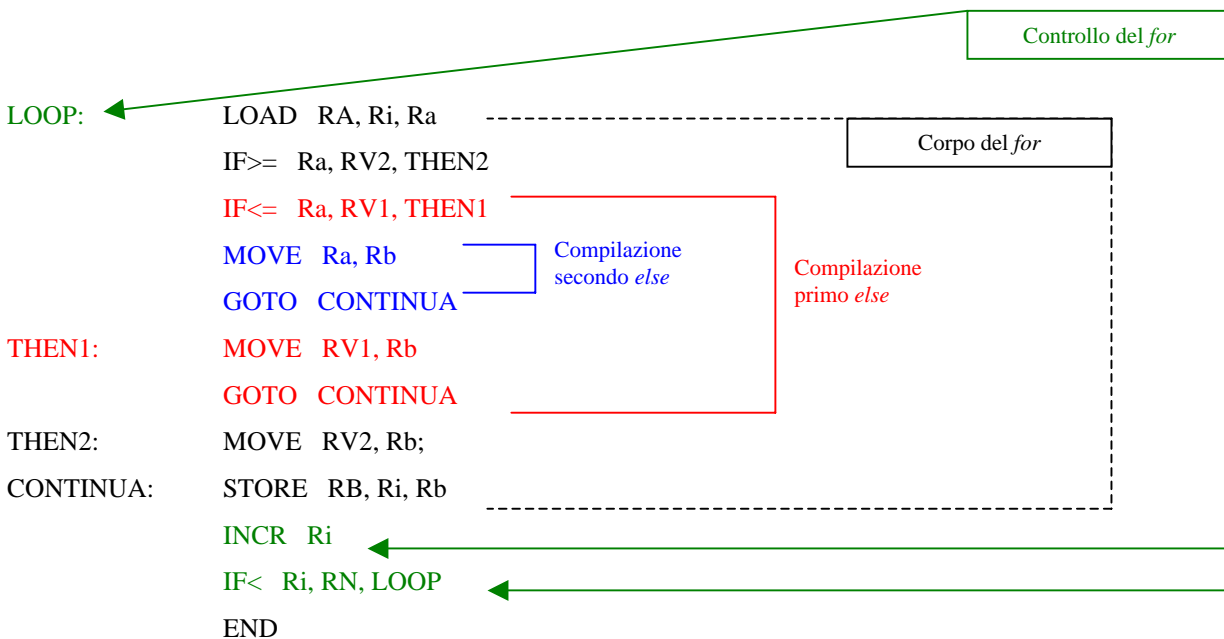 Controllo del for
LOOP: LOAD RA, Ri, Ra
Corpo del for
IF>= Ra, RV2, THEN2
IF<= Ra, RV1, THEN1
MOVE Ra, Rb
GOTO CONTINUA
Compilazione
secondo else
Compilazione
primo else
THEN1: MOVE RV1, Rb
GOTO CONTINUA
THEN2: MOVE RV2, Rb;
CONTINUA: STORE RB, Ri, Rb
INCR Ri
IF< Ri, RN, LOOP
END